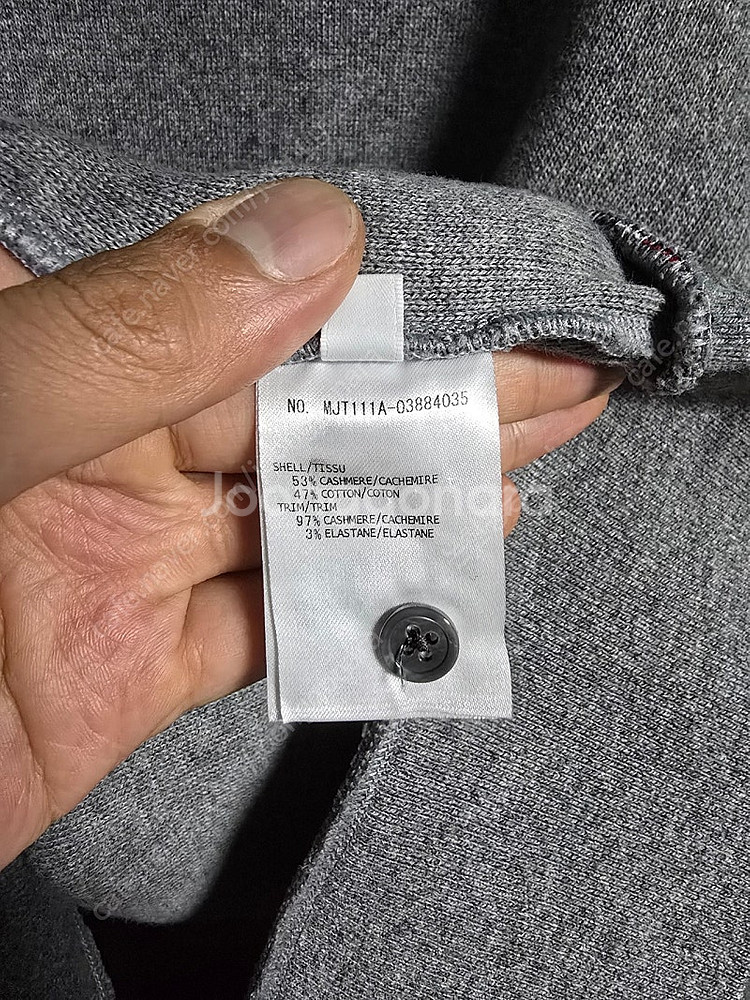 NO. MJT111A-03884035
SHELL/TISSU
53% CASHMERE/CACHEMIRE
47% COTTON/COTON
TRIM/TRIM
97% CASHMERE/CACHEMIRE
3% ELASTANE/ELASTANE